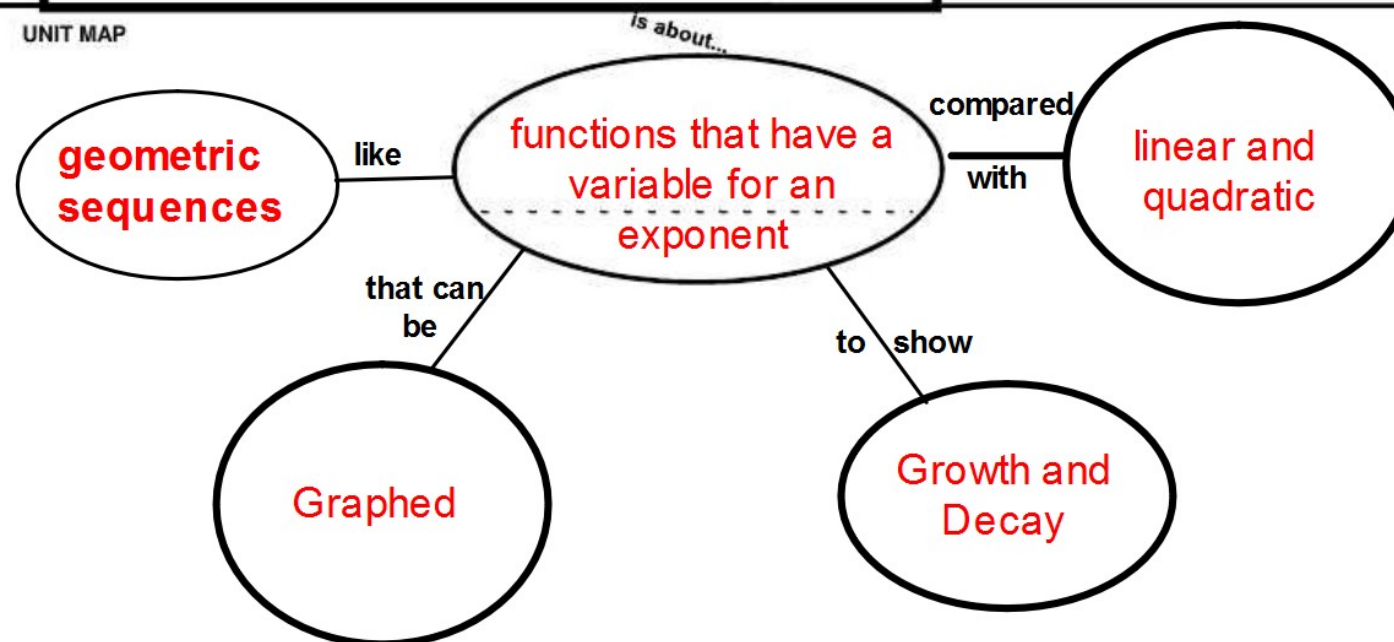 is about...
UNIT MAP
geometric
sequences
like
functions that have a
variable for an
exponent
compared
with
linear and
quadratic
that can
be
to show
Graphed
Growth and
Decay